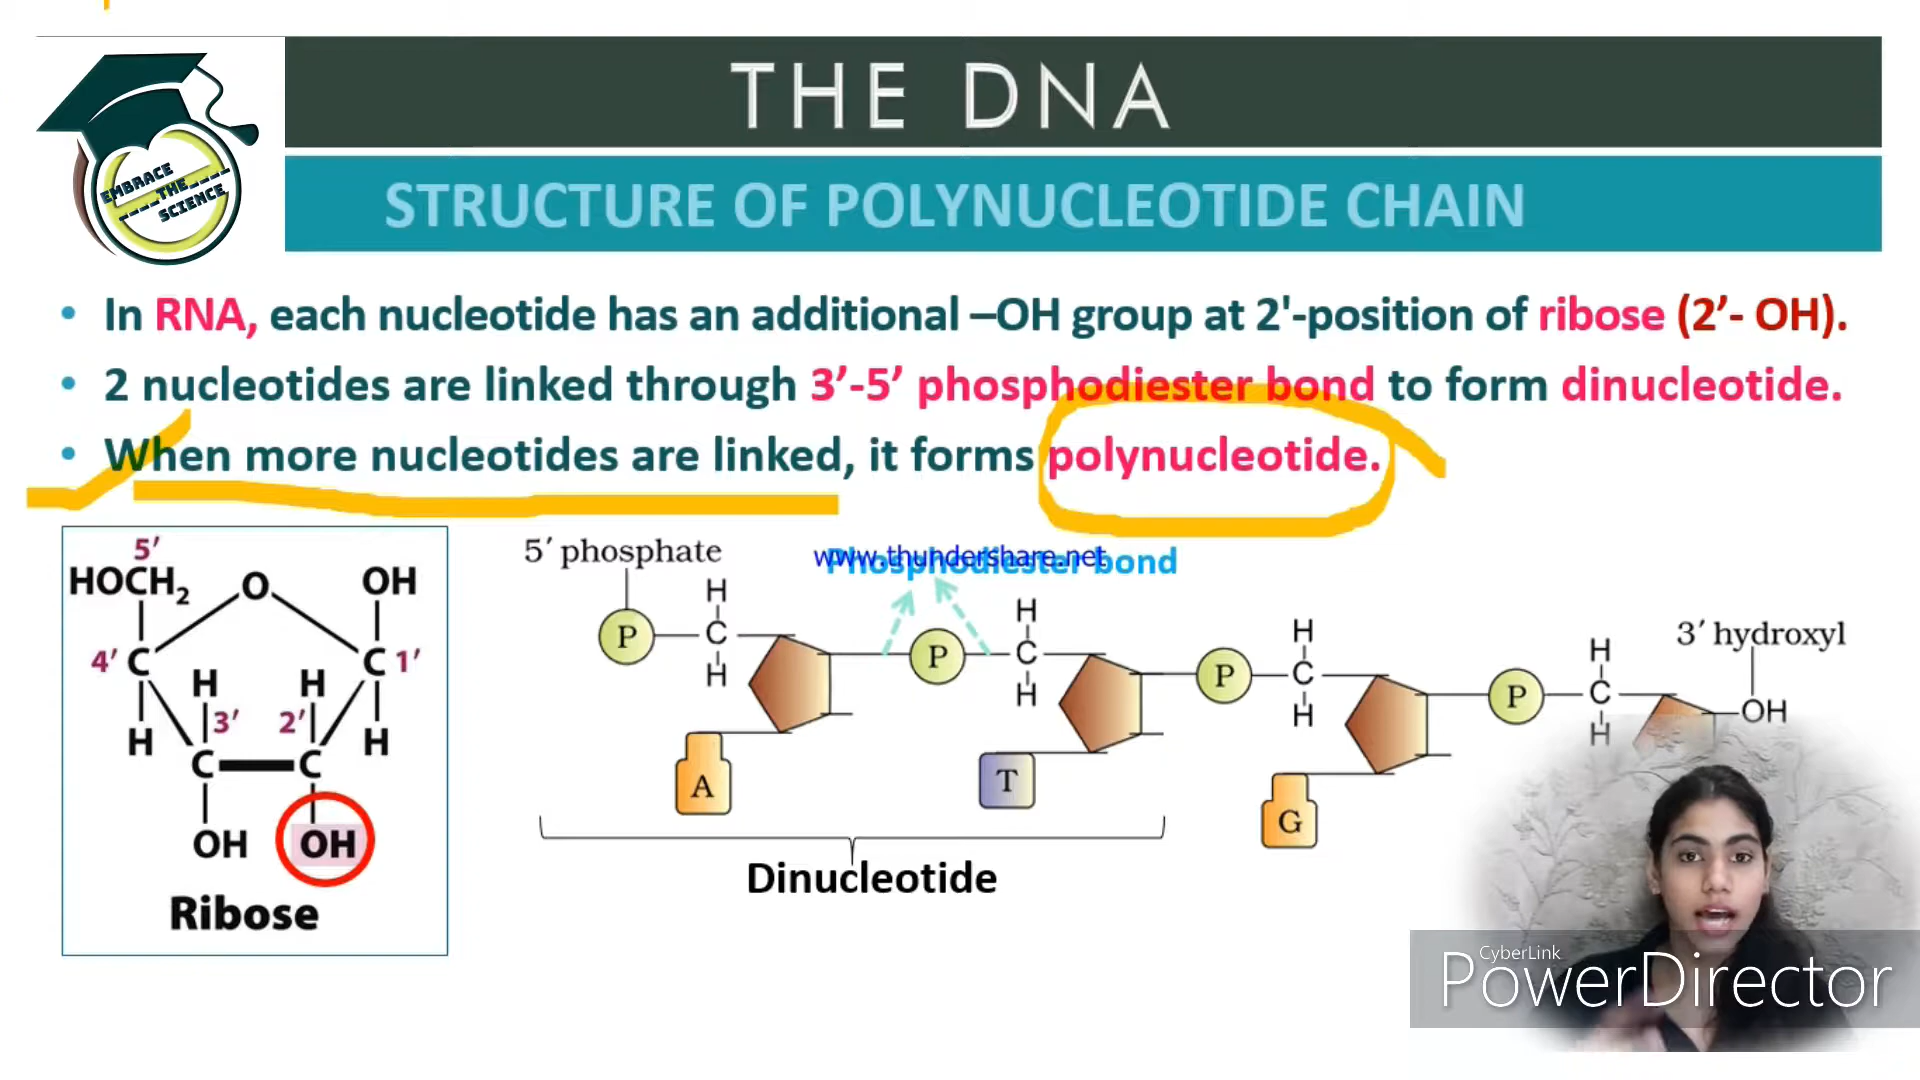 THE DNA
EMBRACE
THE
SCIENCE
STRUCTURE OF POLYNUCLEOTIDE CHAIN
• In RNA, each nucleotide has an additional –OH group at 2'-position of ribose (2’- OH).
• 2 nucleotides are linked through 3’-5’ phosphodiester bond to form dinucleotide.
• When more nucleotides are linked, it forms polynucleotide.
5′
HOCH₂ O OH
4′ C C 1′
H H
3′ 2′
H H
C C
OH OH
Ribose
5′ phosphate
www.thundershare.net
Phosphodiester bond
3′ hydroxyl
H H H H
P C P C P C P C OH
H H H H
A T G
Dinucleotide
CyberLink
PowerDirector